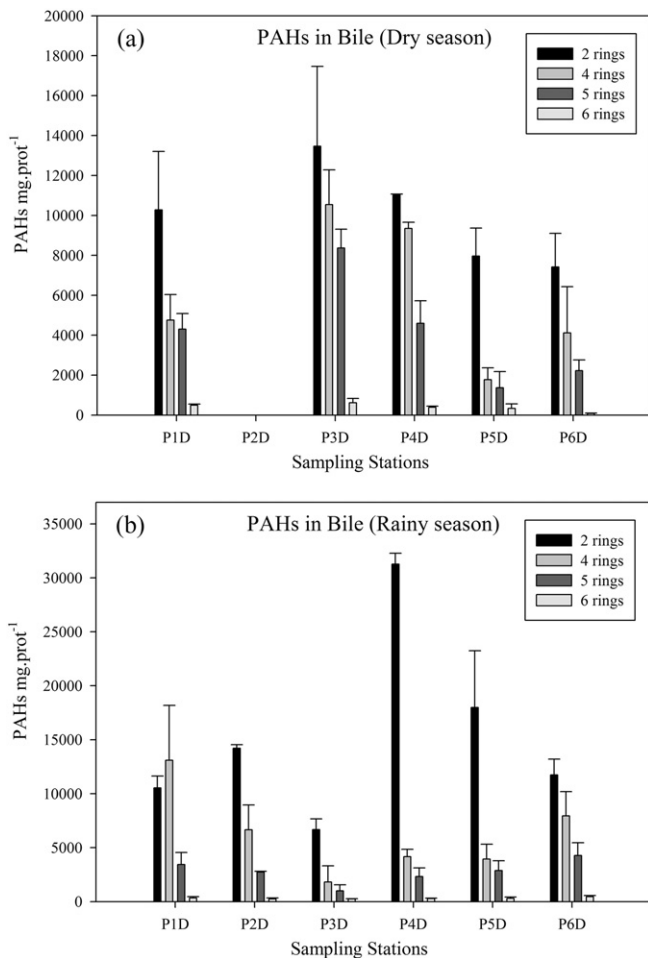 (a)
PAHs in Bile (Dry season)
2 rings
4 rings
5 rings
6 rings
PAHs mg.prot-1
20000
18000
16000
14000
12000
10000
8000
6000
4000
2000
0
P1D P2D P3D P4D P5D P6D
Sampling Stations
(b)
PAHs in Bile (Rainy season)
2 rings
4 rings
5 rings
6 rings
PAHs mg.prot-1
35000
30000
25000
20000
15000
10000
5000
0
P1D P2D P3D P4D P5D P6D
Sampling Stations